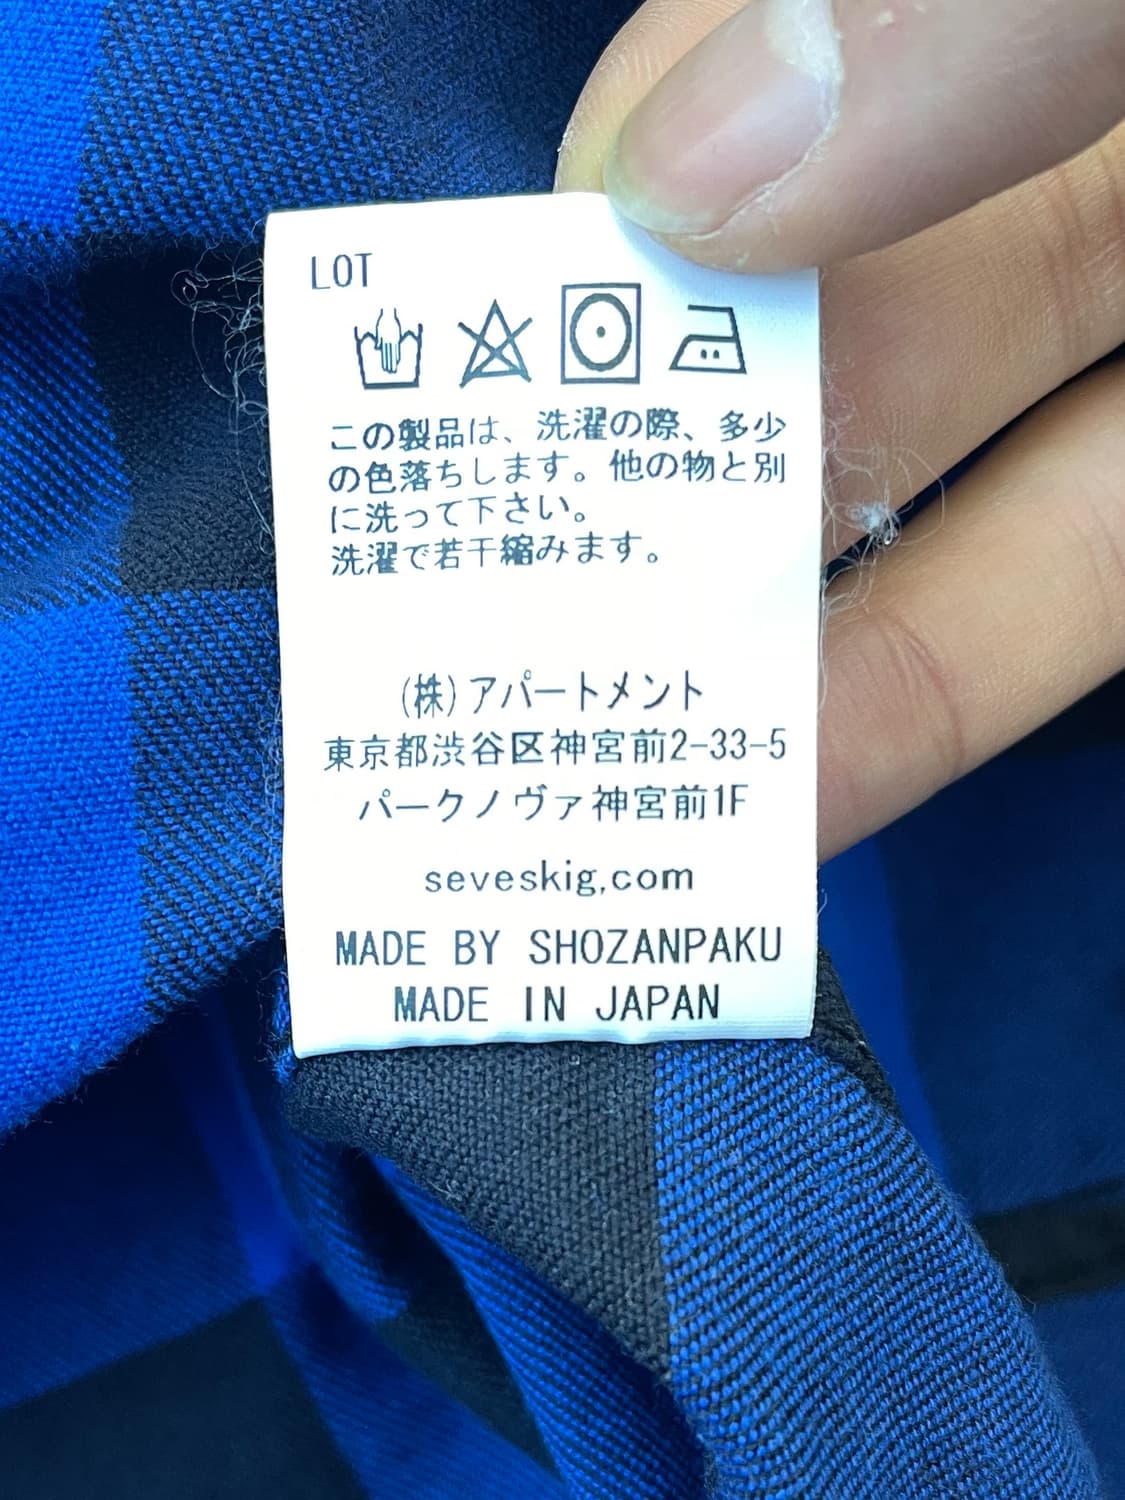 LOT
この製品は、洗濯の際、多少
の色落ちします。他の物と別
に洗って下さい。
洗濯で若干縮みます。
(株)アパートメント
東京都渋谷区神宮前2-33-5
パークノヴァ神宮前1F
seveskig.com
MADE BY SHOZANPAKU
MADE IN JAPAN